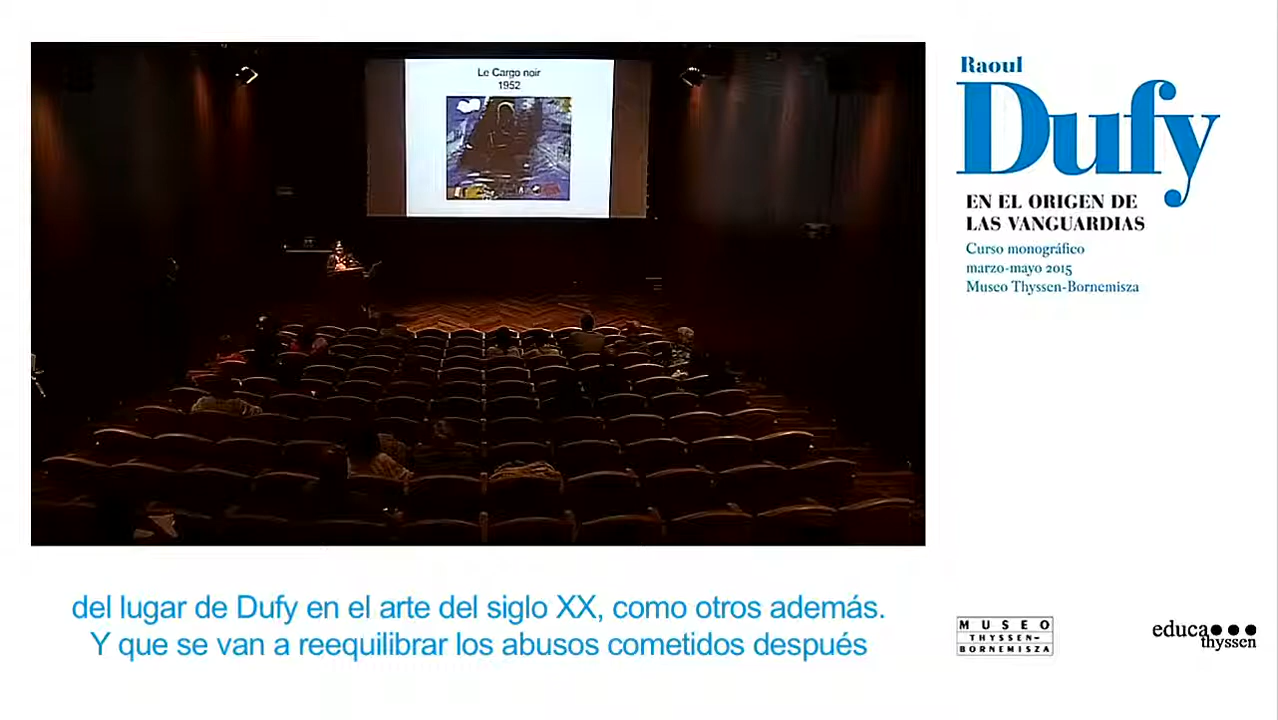 Le Cargo noir
1952
Raoul
Dufy
EN EL ORIGEN DE
LAS VANGUARDIAS
Curso monográfico
marzo-mayo 2015
Museo Thyssen-Bornemisza
del lugar de Dufy en el arte del siglo XX, como otros además.
Y que se van a reequilibrar los abusos cometidos después
MUSEO
THYSSEN-
BORNEMISZA
educa
thyssen